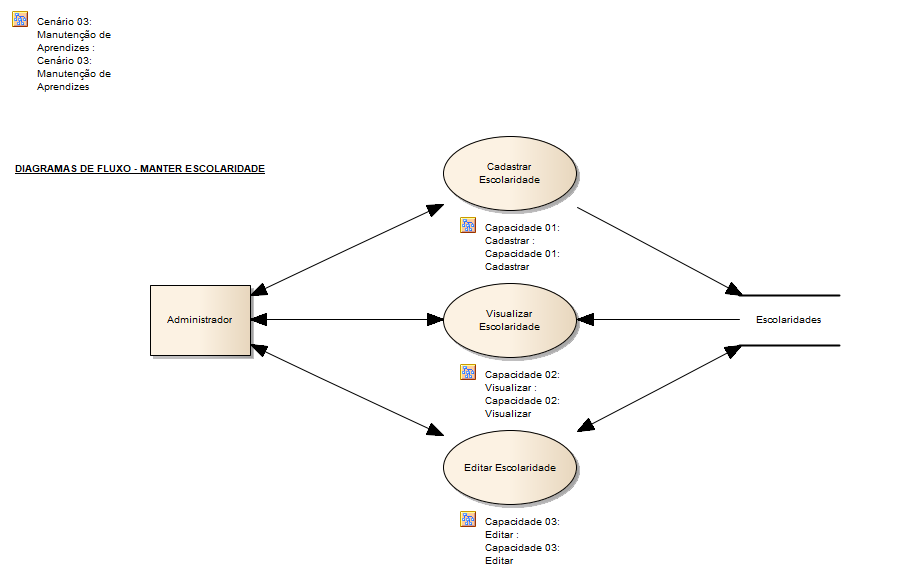 Cenário 03:
Manutenção de
Aprendizes :
Cenário 03:
Manutenção de
Aprendizes
DIAGRAMAS DE FLUXO - MANTER ESCOLARIDADE
Cadastrar
Escolaridade
Capacidade 01:
Cadastrar :
Capacidade 01:
Cadastrar
Administrador
Visualizar
Escolaridade
Escolaridades
Capacidade 02:
Visualizar :
Capacidade 02:
Visualizar
Editar Escolaridade
Capacidade 03:
Editar :
Capacidade 03:
Editar